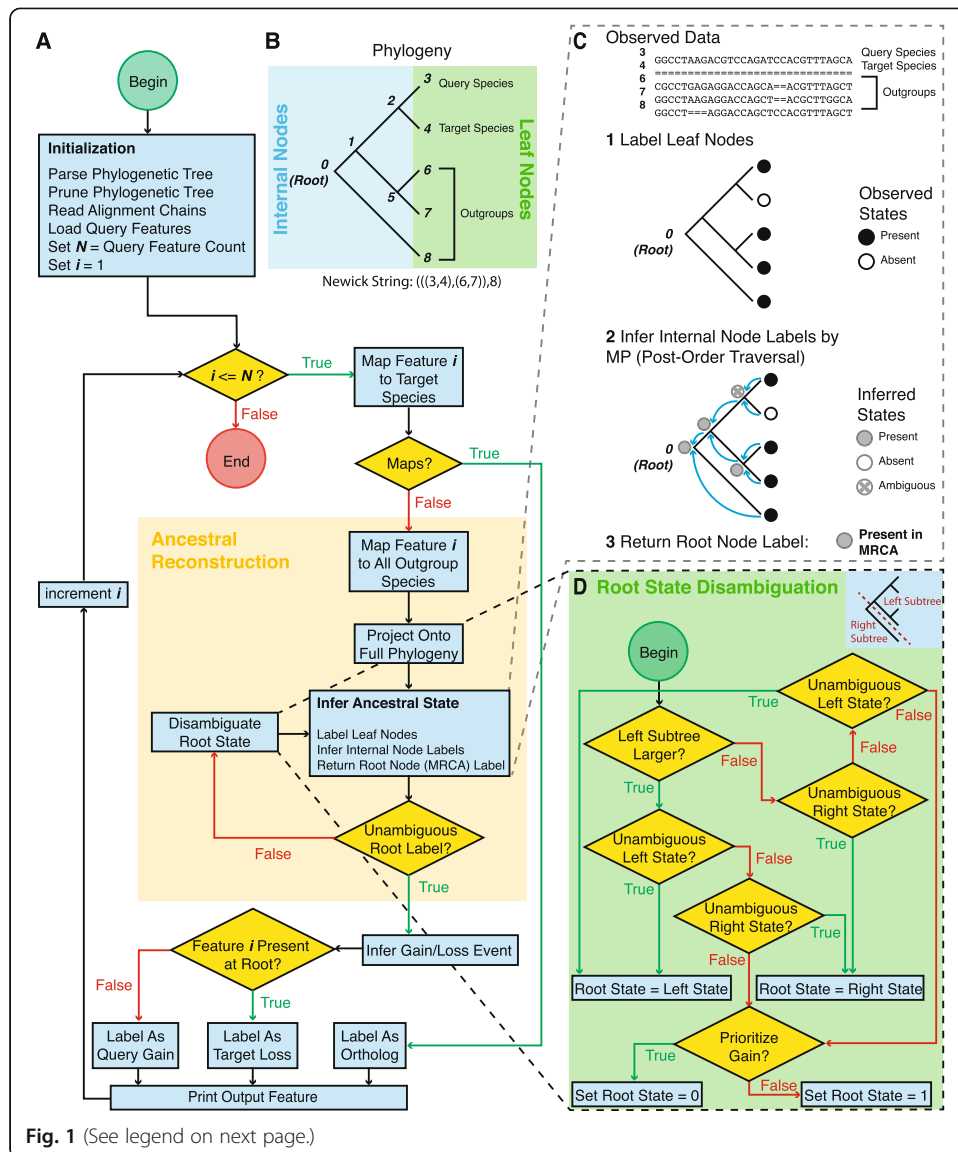 A
Begin
Initialization
Parse Phylogenetic Tree
Prune Phylogenetic Tree
Read Alignment Chains
Load Query Features
Set N = Query Feature Count
Set i = 1
i <= N ?
True
False
End
Map Feature i
to Target
Species
Maps?
True
False
Ancestral
Reconstruction
Map Feature i
to All Outgroup
Species
increment i
Project Onto
Full Phylogeny
Disambiguate
Root State
Infer Ancestral State
Label Leaf Nodes
Infer Internal Node Labels
Return Root Node (MRCA) Label
Unambiguous
Root Label?
False
True
Infer Gain/Loss Event
Feature i Present
at Root?
False
True
Label As
Query Gain
Label As
Target Loss
Label As
Ortholog
Print Output Feature
B
Phylogeny
Internal Nodes
Leaf Nodes
3 Query Species
2
4 Target Species
1
0
(Root)
6
5
Outgroups
7
8
Newick String: (((3,4),(6,7)),8)
C
Observed Data
3 GGCCTAAGACGTCCAGATCCACGTTTAGCA Query Species
4 ============================== Target Species
6 CGCCTGAGAGGACCAGCA==ACGTTTAGCT
7 GGCCTAAGAGGACCAGCT==ACGCTTGGCA
8 GGCCT===AGGACCAGCTCCACGTTTAGCT
Outgroups
1 Label Leaf Nodes
0
(Root)
Observed
States
Present
Absent
2 Infer Internal Node Labels by
MP (Post-Order Traversal)
0
(Root)
Inferred
States
Present
Absent
Ambiguous
3 Return Root Node Label:
Present in
MRCA
D
Root State Disambiguation
Left Subtree
Right
Subtree
Begin
Unambiguous
Left State?
True
False
Left Subtree
Larger?
False
True
False
Unambiguous
Right State?
True
Unambiguous
Left State?
False
True
Unambiguous
Right State?
True
False
Root State = Left State
Root State = Right State
Prioritize
Gain?
True
False
Set Root State = 0
Set Root State = 1
Fig. 1 (See legend on next page.)